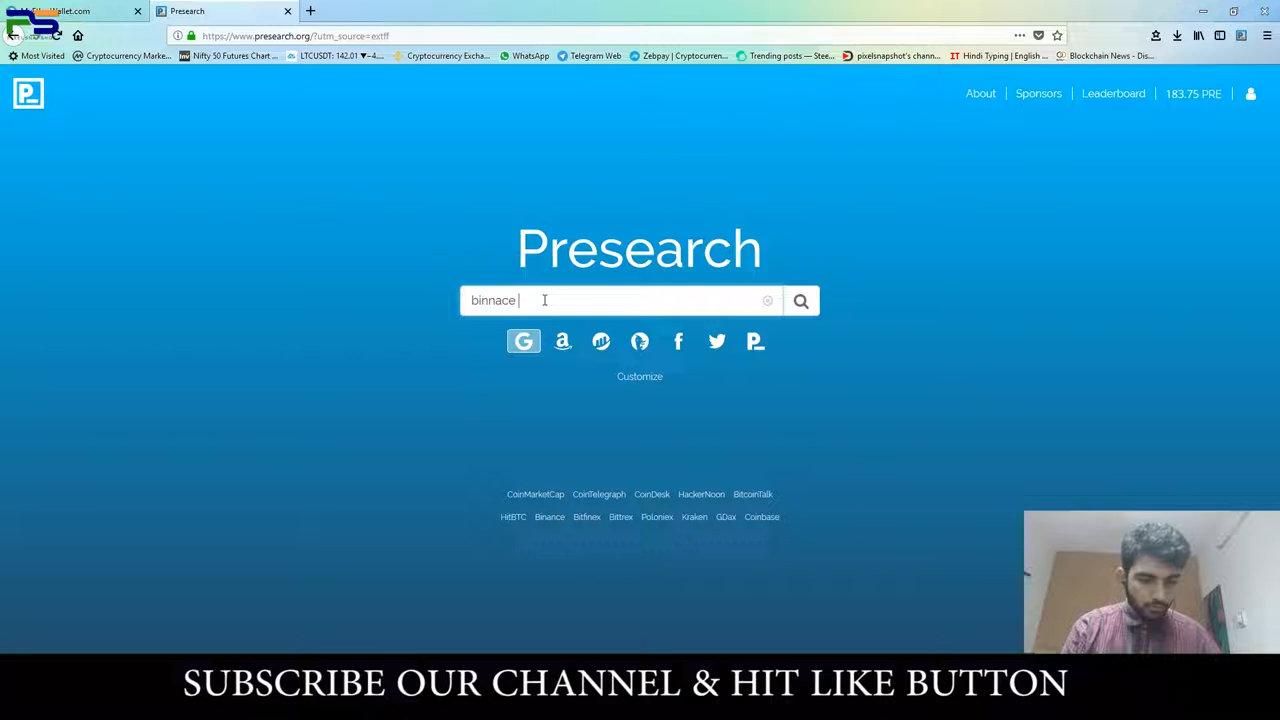 Wallet.com
Presearch
https://www.presearch.org/?utm_source=extff
Most Visited
Cryptocurrency Marke...
Nifty 50 Futures Chart ...
LTCUSDT: 142.01 ▼−4....
Cryptocurrency Excha...
WhatsApp
Telegram Web
Zebpay | Cryptocurren...
Trending posts — Stee...
pixelsnapshot's chann...
Hindi Typing | English ...
Blockchain News - Dis...
About
Sponsors
Leaderboard
183.75 PRE
Presearch
binnace
Customize
CoinMarketCap CoinTelegraph CoinDesk HackerNoon BitcoinTalk
HitBTC Binance Bitfinex Bittrex Poloniex Kraken GDax Coinbase
SUBSCRIBE OUR CHANNEL & HIT LIKE BUTTON